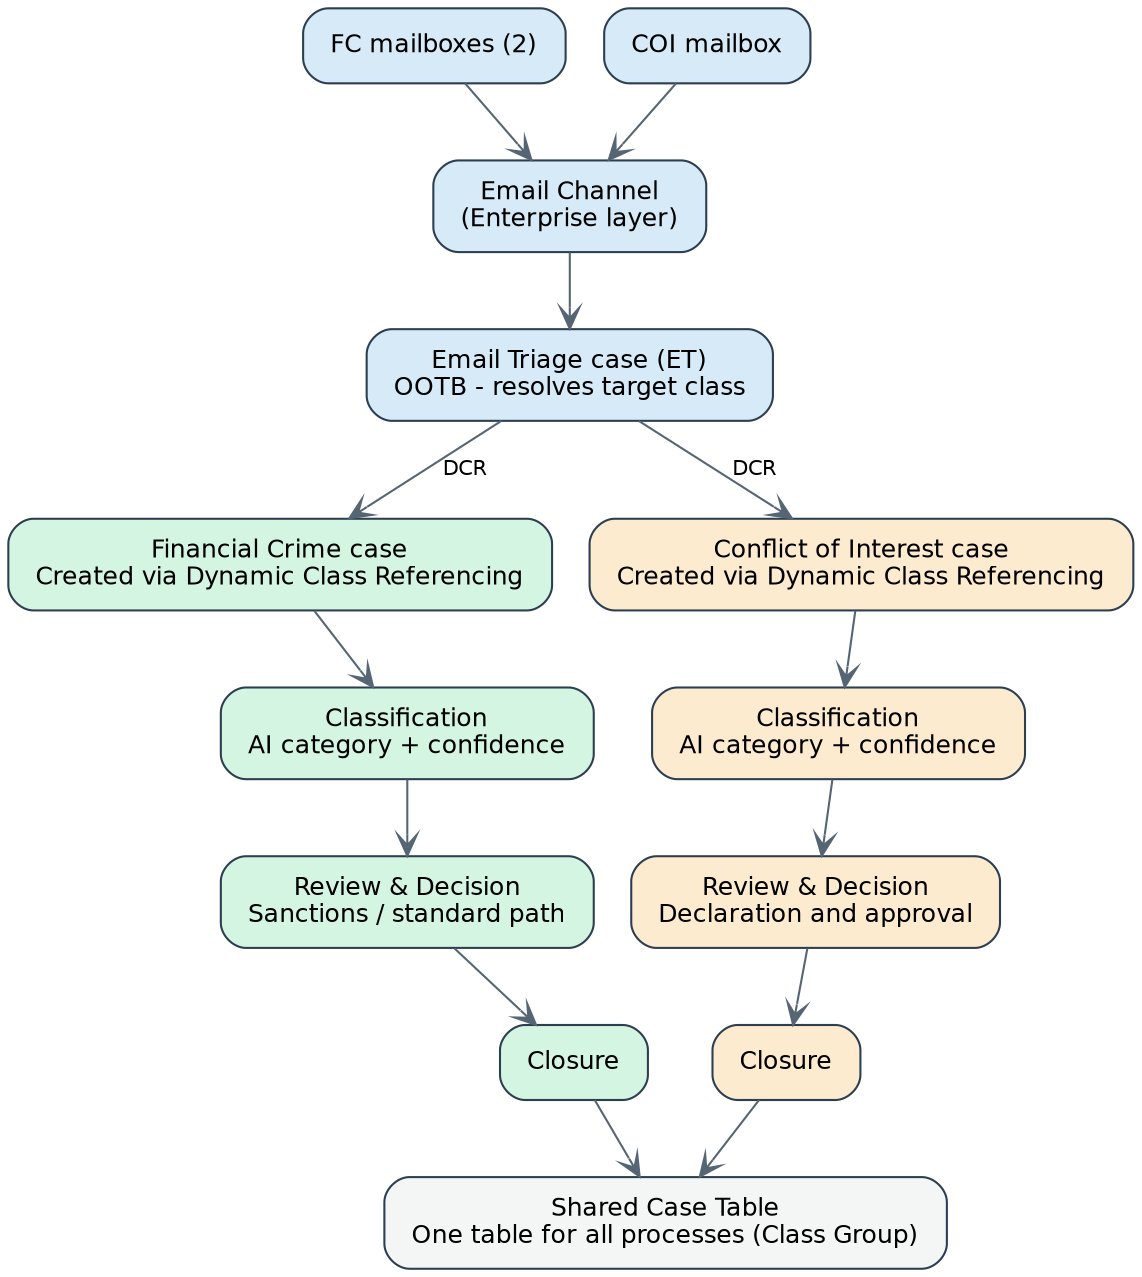 FC mailboxes (2)
COI mailbox
Email Channel
(Enterprise layer)
Email Triage case (ET)
OOTB - resolves target class
DCR
DCR
Financial Crime case
Created via Dynamic Class Referencing
Conflict of Interest case
Created via Dynamic Class Referencing
Classification
AI category + confidence
Classification
AI category + confidence
Review & Decision
Sanctions / standard path
Review & Decision
Declaration and approval
Closure
Closure
Shared Case Table
One table for all processes (Class Group)